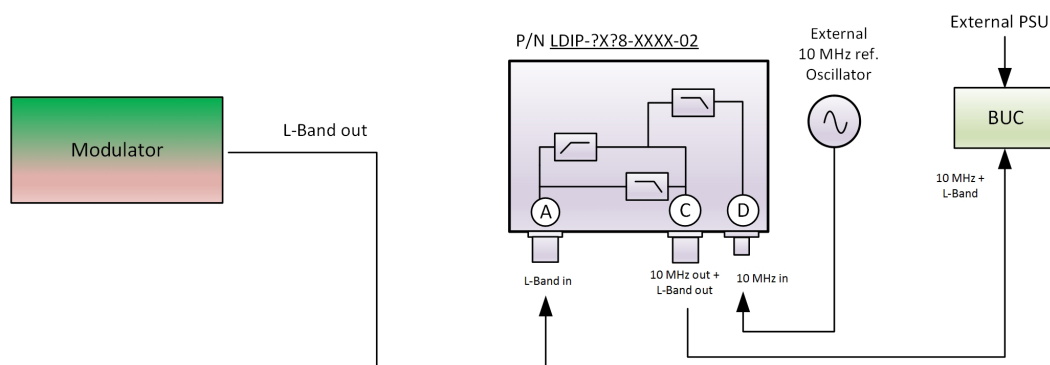 External PSU
P/N LDIP-?X?8-XXXX-02
External
10 MHz ref.
Oscillator
Modulator
L-Band out
BUC
10 MHz +
L-Band
A
C
D
L-Band in
10 MHz out +
L-Band out
10 MHz in